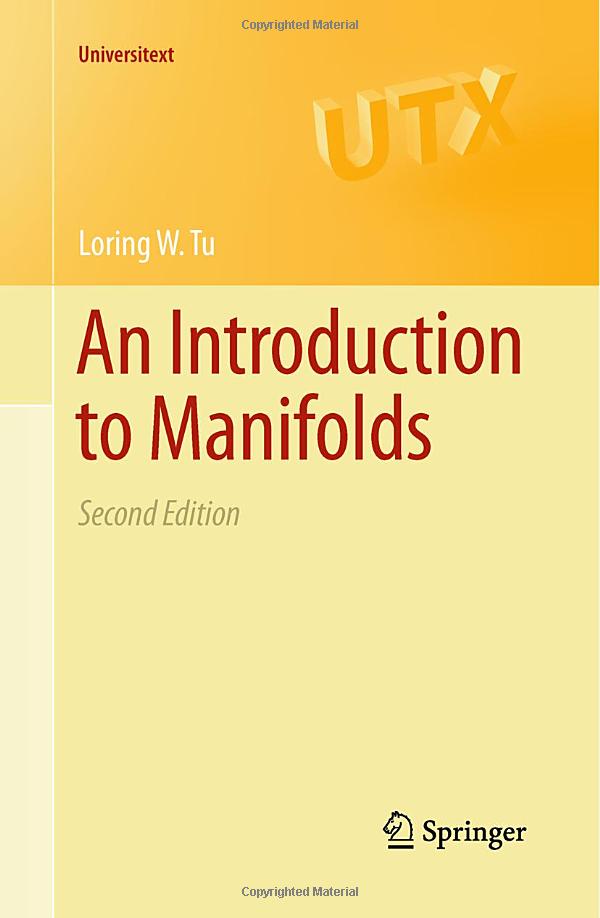 Copyrighted Material
Universitext
UTX
Loring W. Tu
An Introduction
to Manifolds
Second Edition
Springer
Copyrighted Material